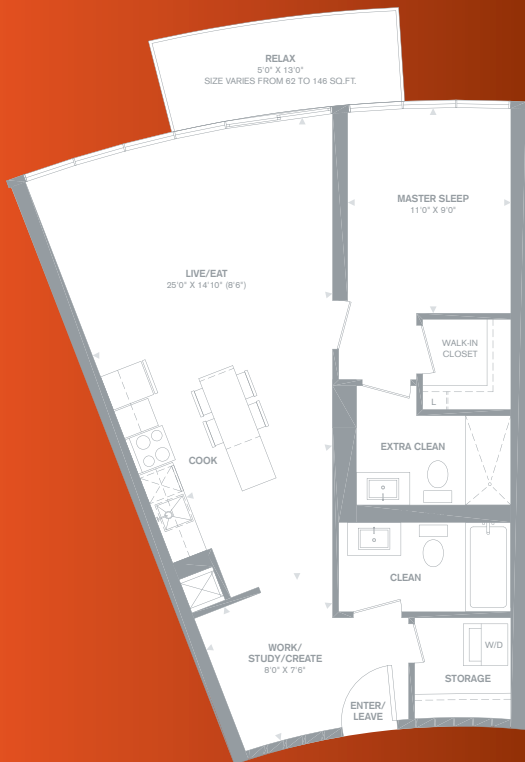 RELAX
5'0" X 13'0"
SIZE VARIES FROM 62 TO 146 SQ.FT.
MASTER SLEEP
11'0" X 9'0"
LIVE/EAT
25'0" X 14'10" (8'6")
WALK-IN
CLOSET
L
EXTRA CLEAN
COOK
CLEAN
WORK/
STUDY/CREATE
8'0" X 7'6"
W/D
STORAGE
ENTER/
LEAVE